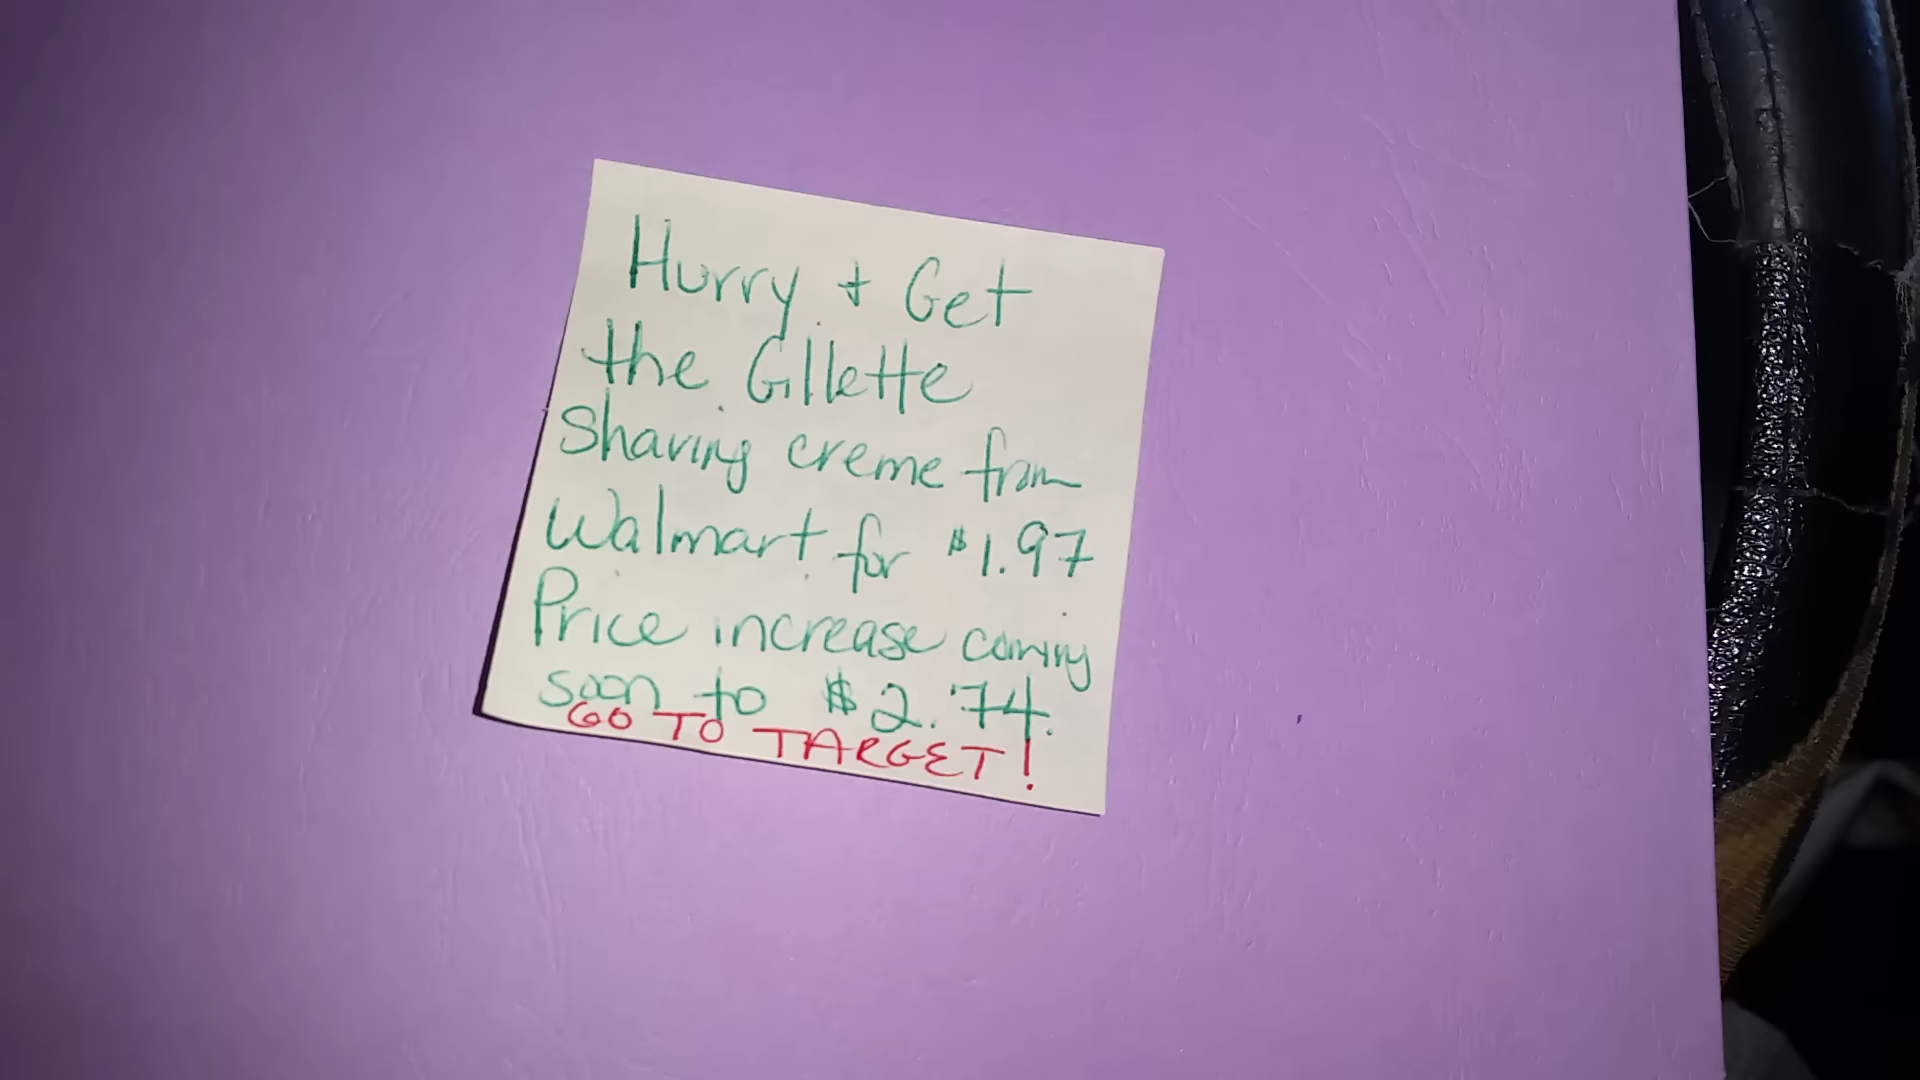 Hurry + Get
the Gillette
Shaving creme from
Walmart for $1.97
Price increase coming
soon to $2.74.
GO TO TARGET!